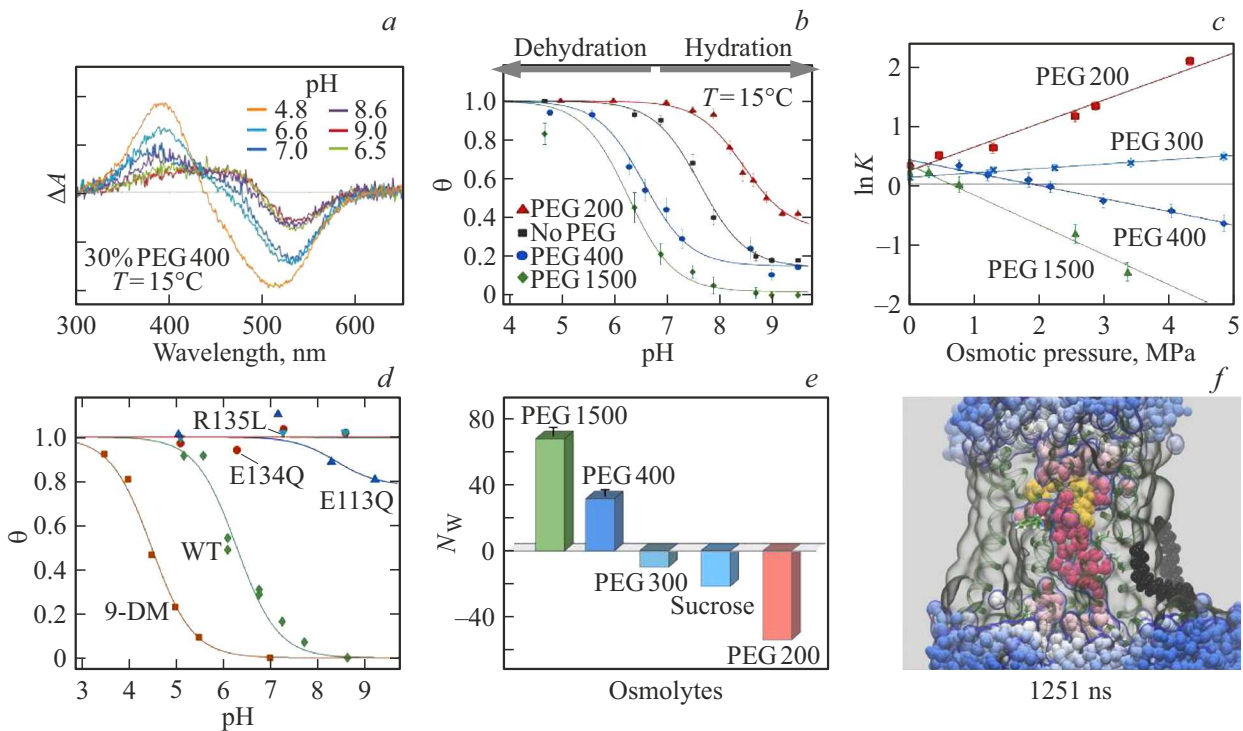 a
pH
4.8
8.6
6.6
9.0
7.0
6.5
ΔA
30% PEG 400
T = 15°C
300
400
500
600
Wavelength, nm
b
Dehydration
Hydration
T = 15°C
1.0
0.8
0.6
0.4
0.2
0
θ
PEG 200
No PEG
PEG 400
PEG 1500
4
5
6
7
8
9
pH
c
2
1
0
−1
−2
ln K
PEG 200
PEG 300
PEG 400
PEG 1500
0
1
2
3
4
5
Osmotic pressure, MPa
d
1.0
0.8
0.6
0.4
0.2
0
θ
R135L
E134Q
E113Q
WT
9-DM
3
4
5
6
7
8
9
pH
e
80
40
0
−40
N_W
PEG 1500
PEG 400
PEG 300
Sucrose
PEG 200
Osmolytes
f
1251 ns